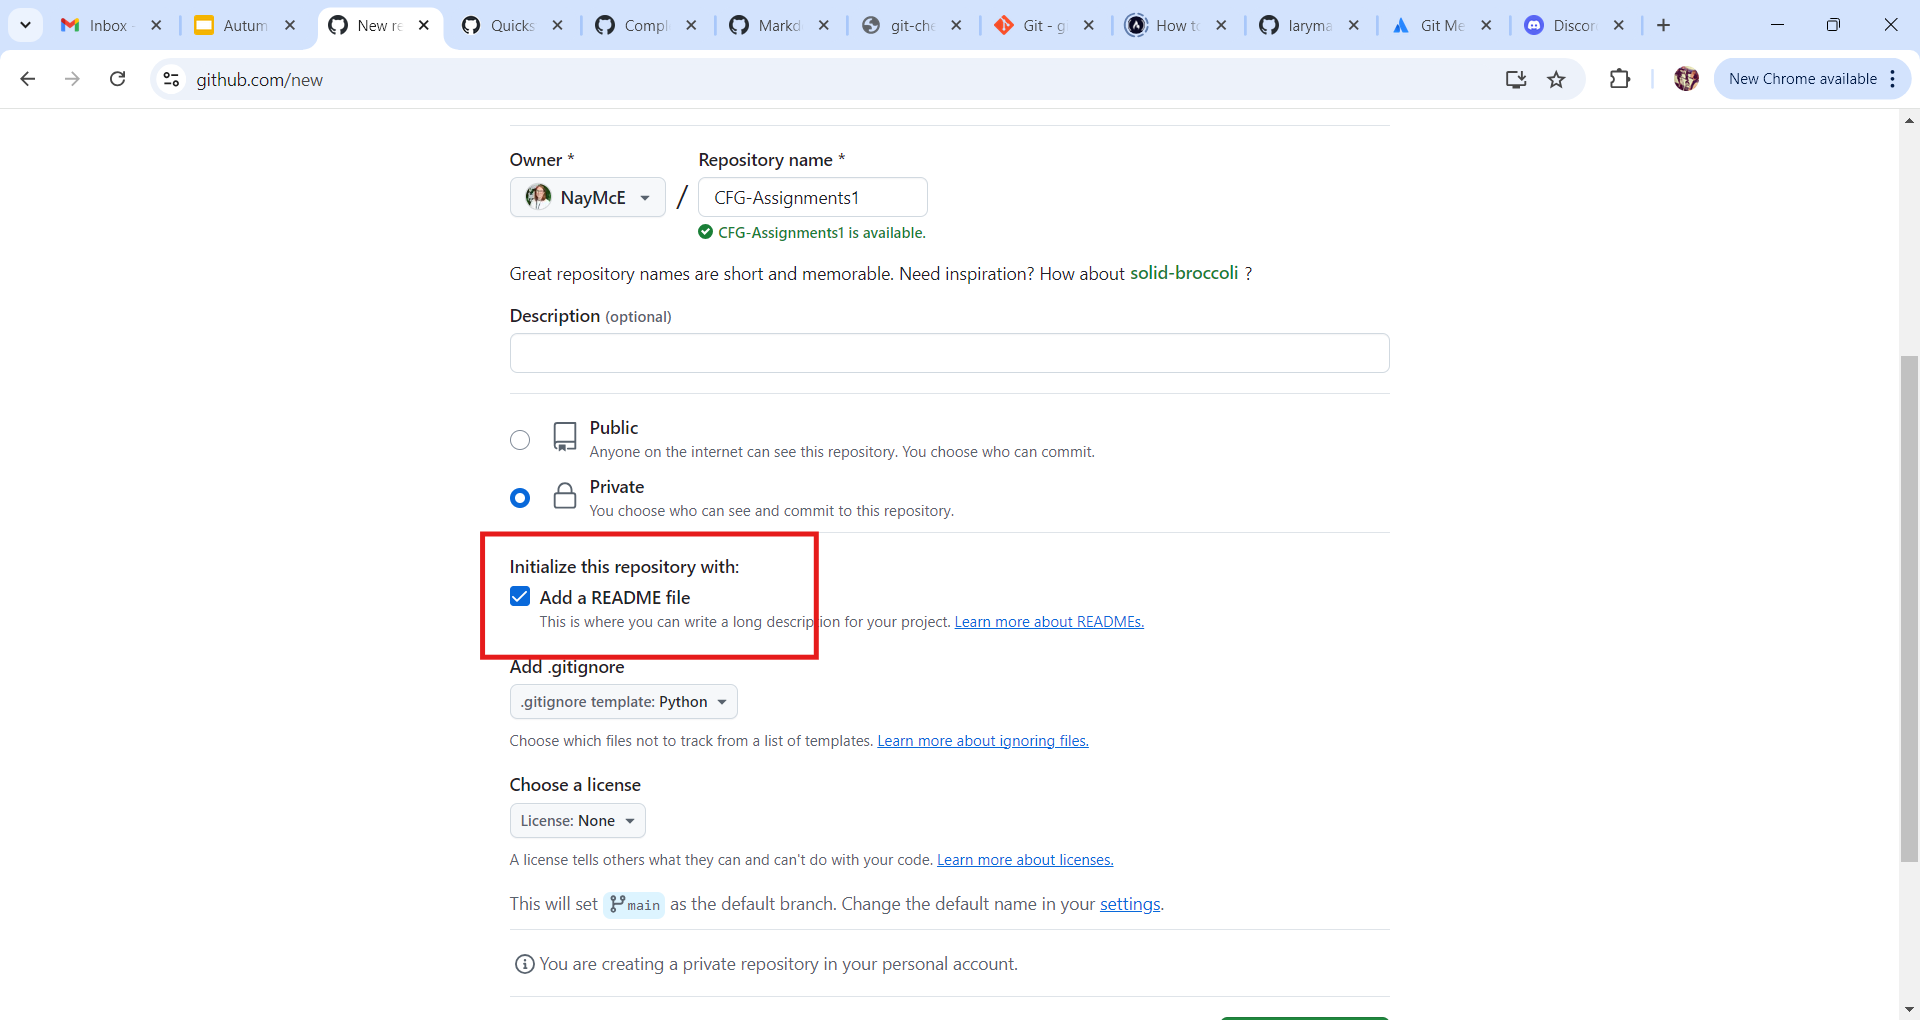 Inbox
Autum
New re
Quicks
Compl
Markd
git-che
Git - g
How to
laryma
Git Me
Discor
github.com/new
New Chrome available
Owner *
Repository name *
NayMcE
/
CFG-Assignments1
CFG-Assignments1 is available.
Great repository names are short and memorable. Need inspiration? How about solid-broccoli ?
Description (optional)
Public
Anyone on the internet can see this repository. You choose who can commit.
Private
You choose who can see and commit to this repository.
Initialize this repository with:
Add a README file
This is where you can write a long description for your project. Learn more about READMEs.
Add .gitignore
.gitignore template: Python
Choose which files not to track from a list of templates. Learn more about ignoring files.
Choose a license
License: None
A license tells others what they can and can't do with your code. Learn more about licenses.
This will set main as the default branch. Change the default name in your settings.
You are creating a private repository in your personal account.